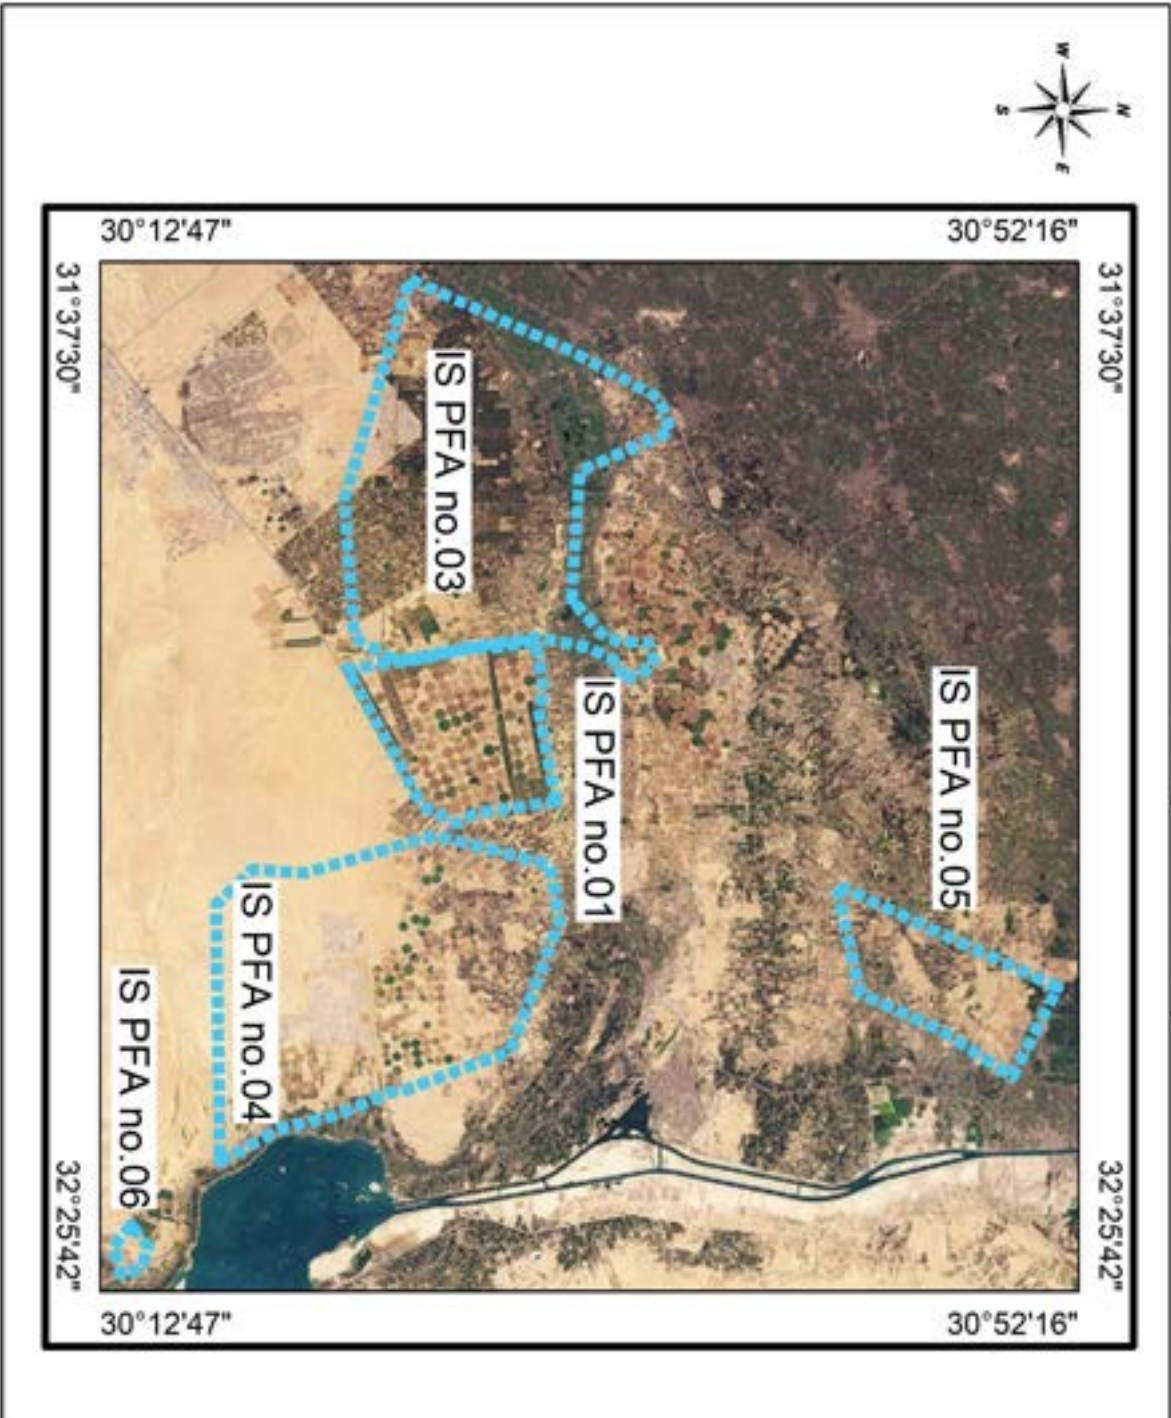 W
N
S
E
30°12'47"
30°52'16"
31°37'30"
31°37'30"
IS PFA no.03
IS PFA no.01
IS PFA no.05
IS PFA no.04
IS PFA no.06
32°25'42"
32°25'42"
30°12'47"
30°52'16"